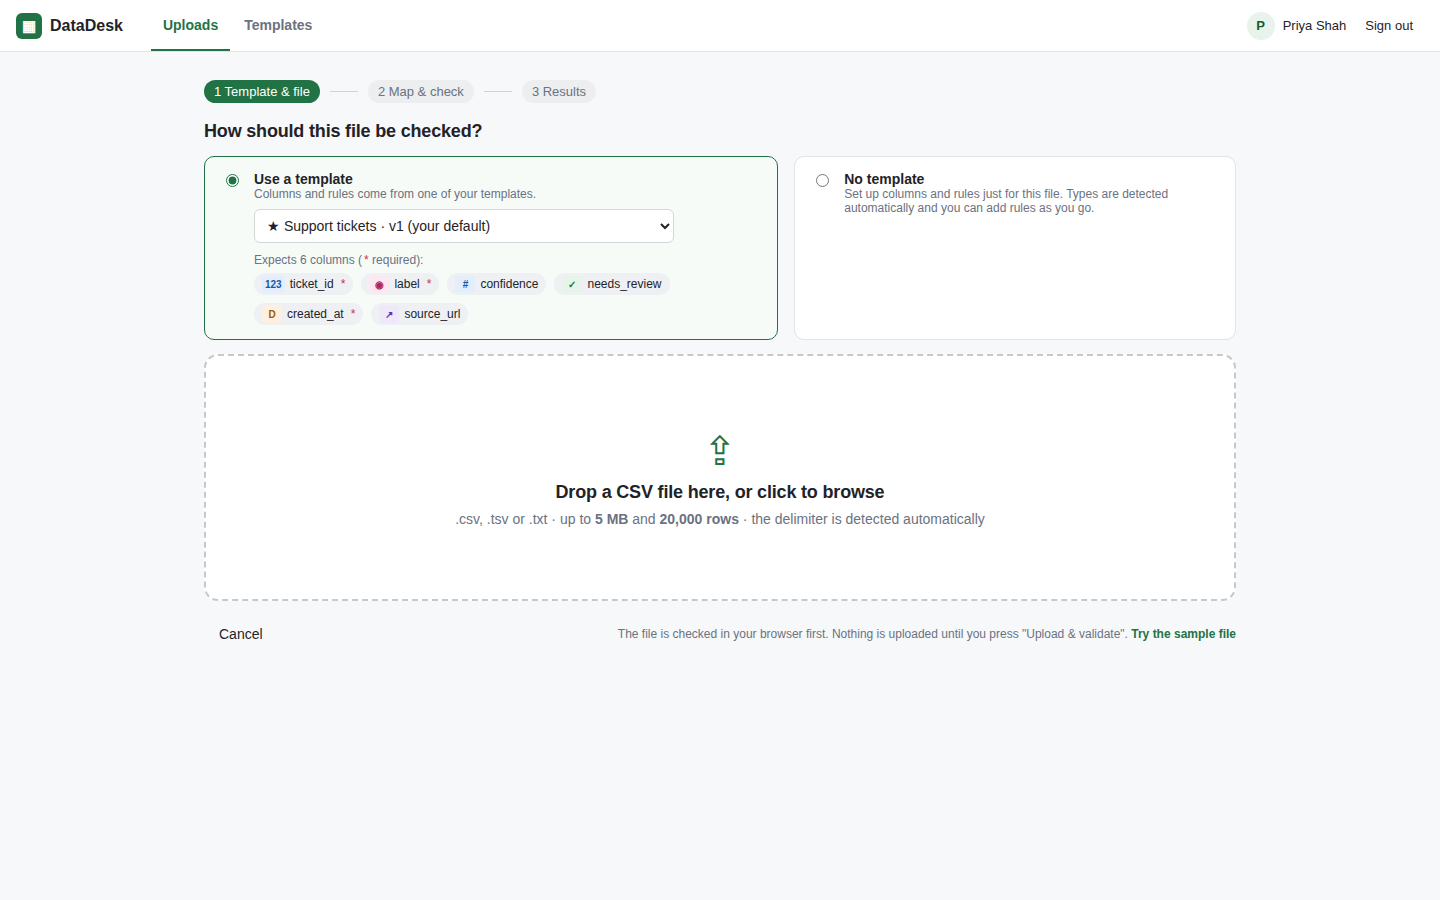 DataDesk Uploads Templates P Priya Shah Sign out
1 Template & file 2 Map & check 3 Results
How should this file be checked?
Use a template
Columns and rules come from one of your templates.
★ Support tickets · v1 (your default)
Expects 6 columns (* required):
123 ticket_id * ◉ label * # confidence ✓ needs_review
D created_at * ↗ source_url
No template
Set up columns and rules just for this file. Types are detected
automatically and you can add rules as you go.
Drop a CSV file here, or click to browse
.csv, .tsv or .txt · up to 5 MB and 20,000 rows · the delimiter is detected automatically
Cancel
The file is checked in your browser first. Nothing is uploaded until you press "Upload & validate". Try the sample file